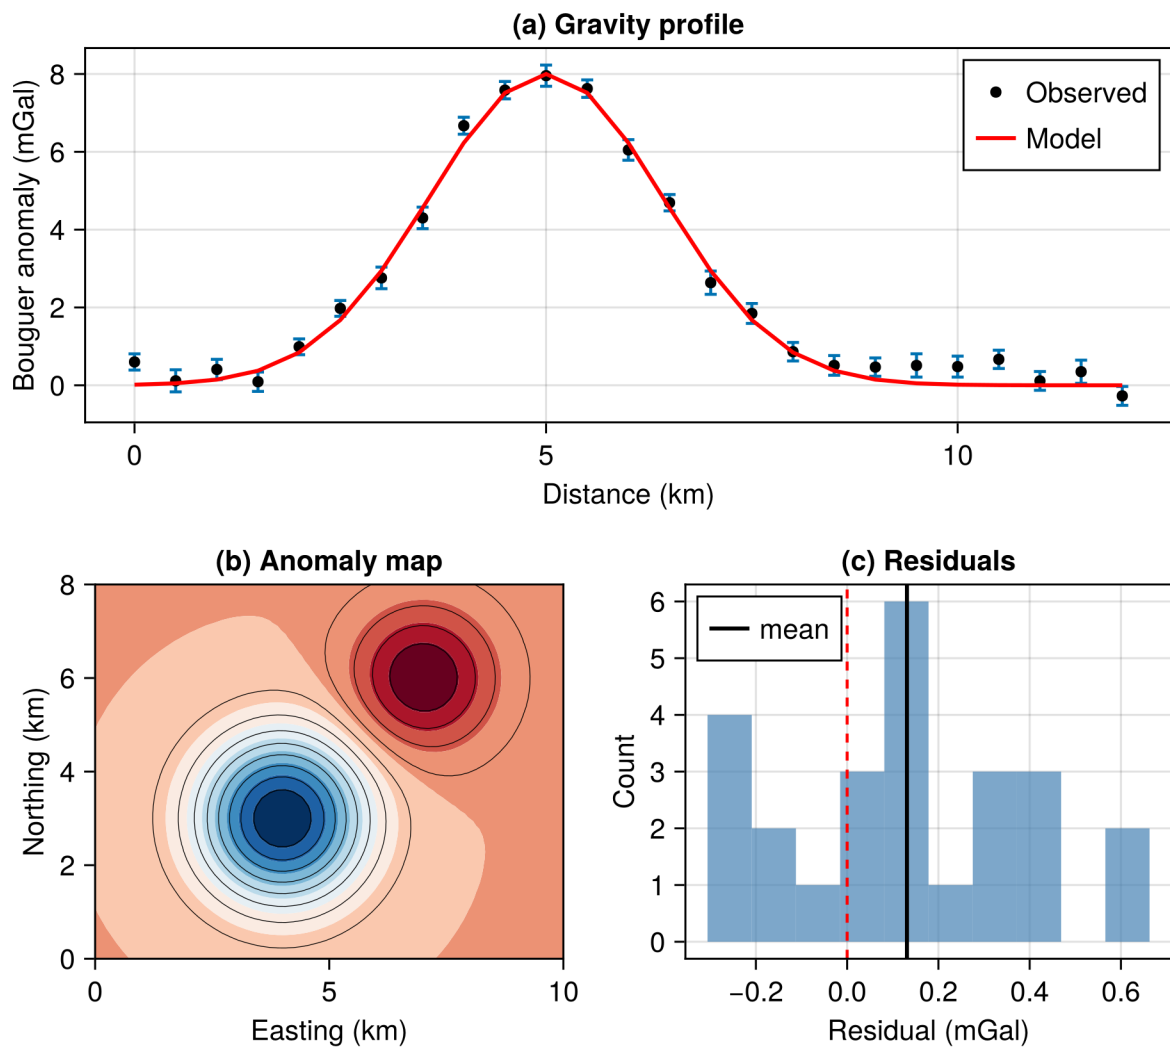 (a) Gravity profile
Bouguer anomaly (mGal)
8
6
4
2
0
Observed
Model
0
5
10
Distance (km)
(b) Anomaly map
Northing (km)
8
6
4
2
0
0
5
10
Easting (km)
(c) Residuals
Count
6
5
4
3
2
1
0
mean
−0.2
0.0
0.2
0.4
0.6
Residual (mGal)